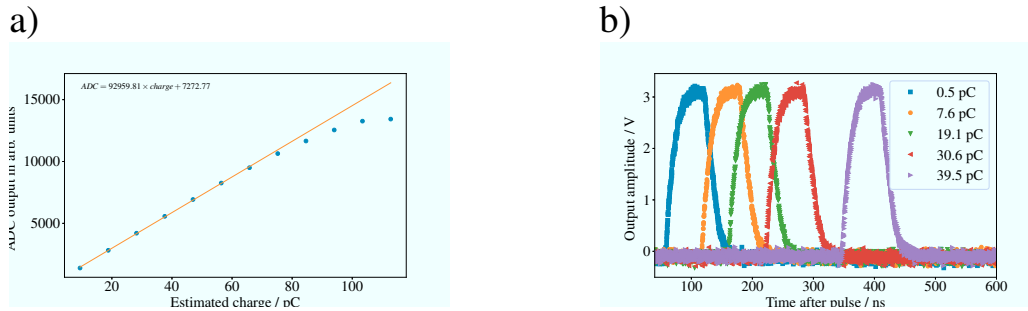 a)
ADC = 92959.81 × charge + 7272.77
15000
10000
5000
ADC output in arb. units
20 40 60 80 100
Estimated charge / pC
b)
3
2
1
0
Output amplitude / V
0.5 pC
7.6 pC
19.1 pC
30.6 pC
39.5 pC
100 200 300 400 500 600
Time after pulse / ns